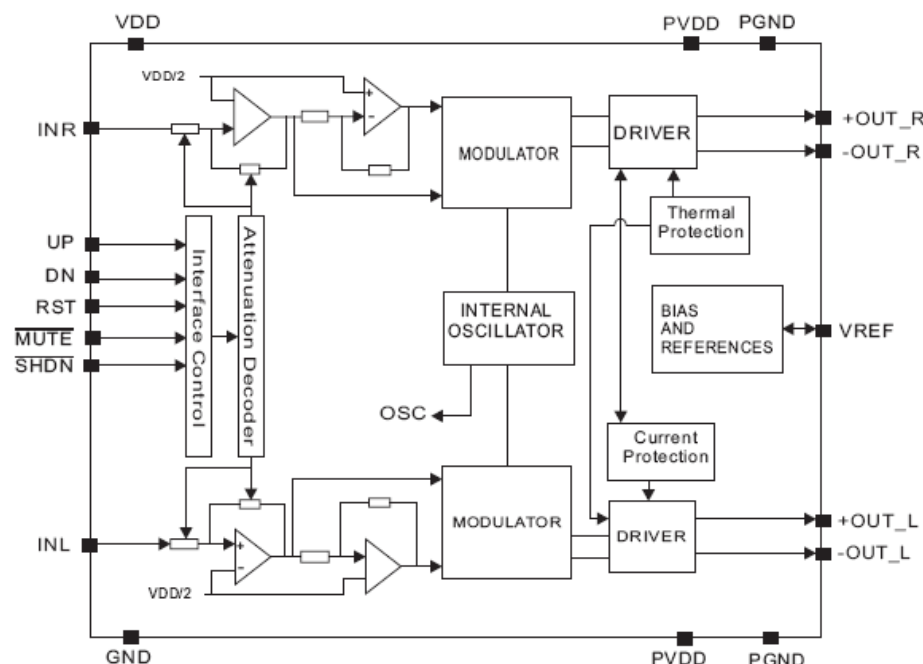 VDD
PVDD
PGND
VDD/2
+
-
INR
MODULATOR
DRIVER
+OUT_R
-OUT_R
Thermal
Protection
UP
DN
RST
MUTE
SHDN
Interface Control
Attenuation Decoder
INTERNAL
OSCILLATOR
BIAS
AND
REFERENCES
VREF
OSC
Current
Protection
MODULATOR
DRIVER
+OUT_L
-OUT_L
INL
+
-
VDD/2
GND
PVDD
PGND